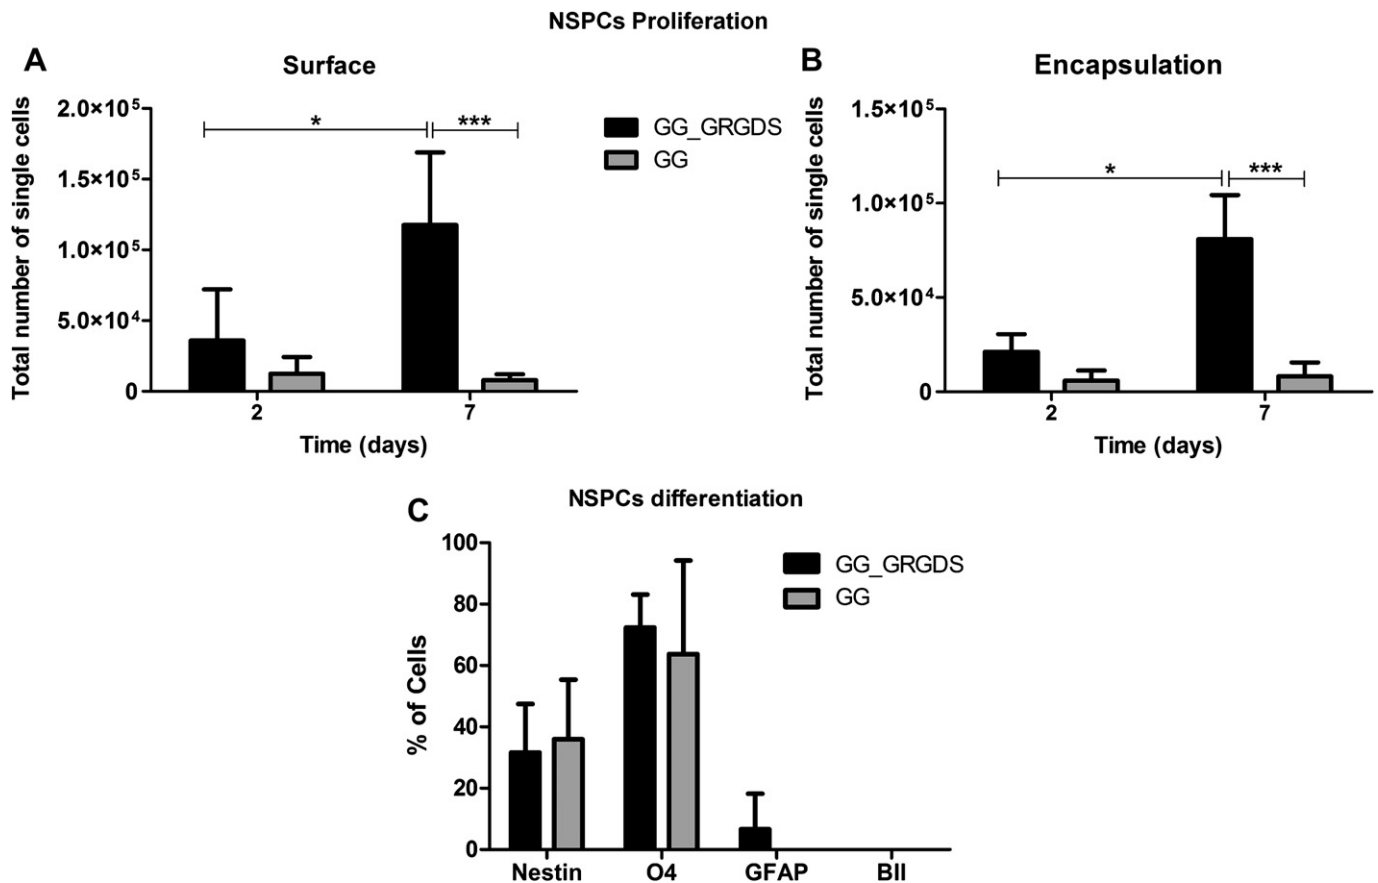 NSPCs Proliferation
A
Surface
Total number of single cells
2.0×10⁵
1.5×10⁵
1.0×10⁵
5.0×10⁴
0
*
***
2
7
Time (days)
GG_GRGDS
GG
B
Encapsulation
Total number of single cells
1.5×10⁵
1.0×10⁵
5.0×10⁴
0
*
***
2
7
Time (days)
C
NSPCs differentiation
% of Cells
100
80
60
40
20
0
Nestin
O4
GFAP
BII
GG_GRGDS
GG